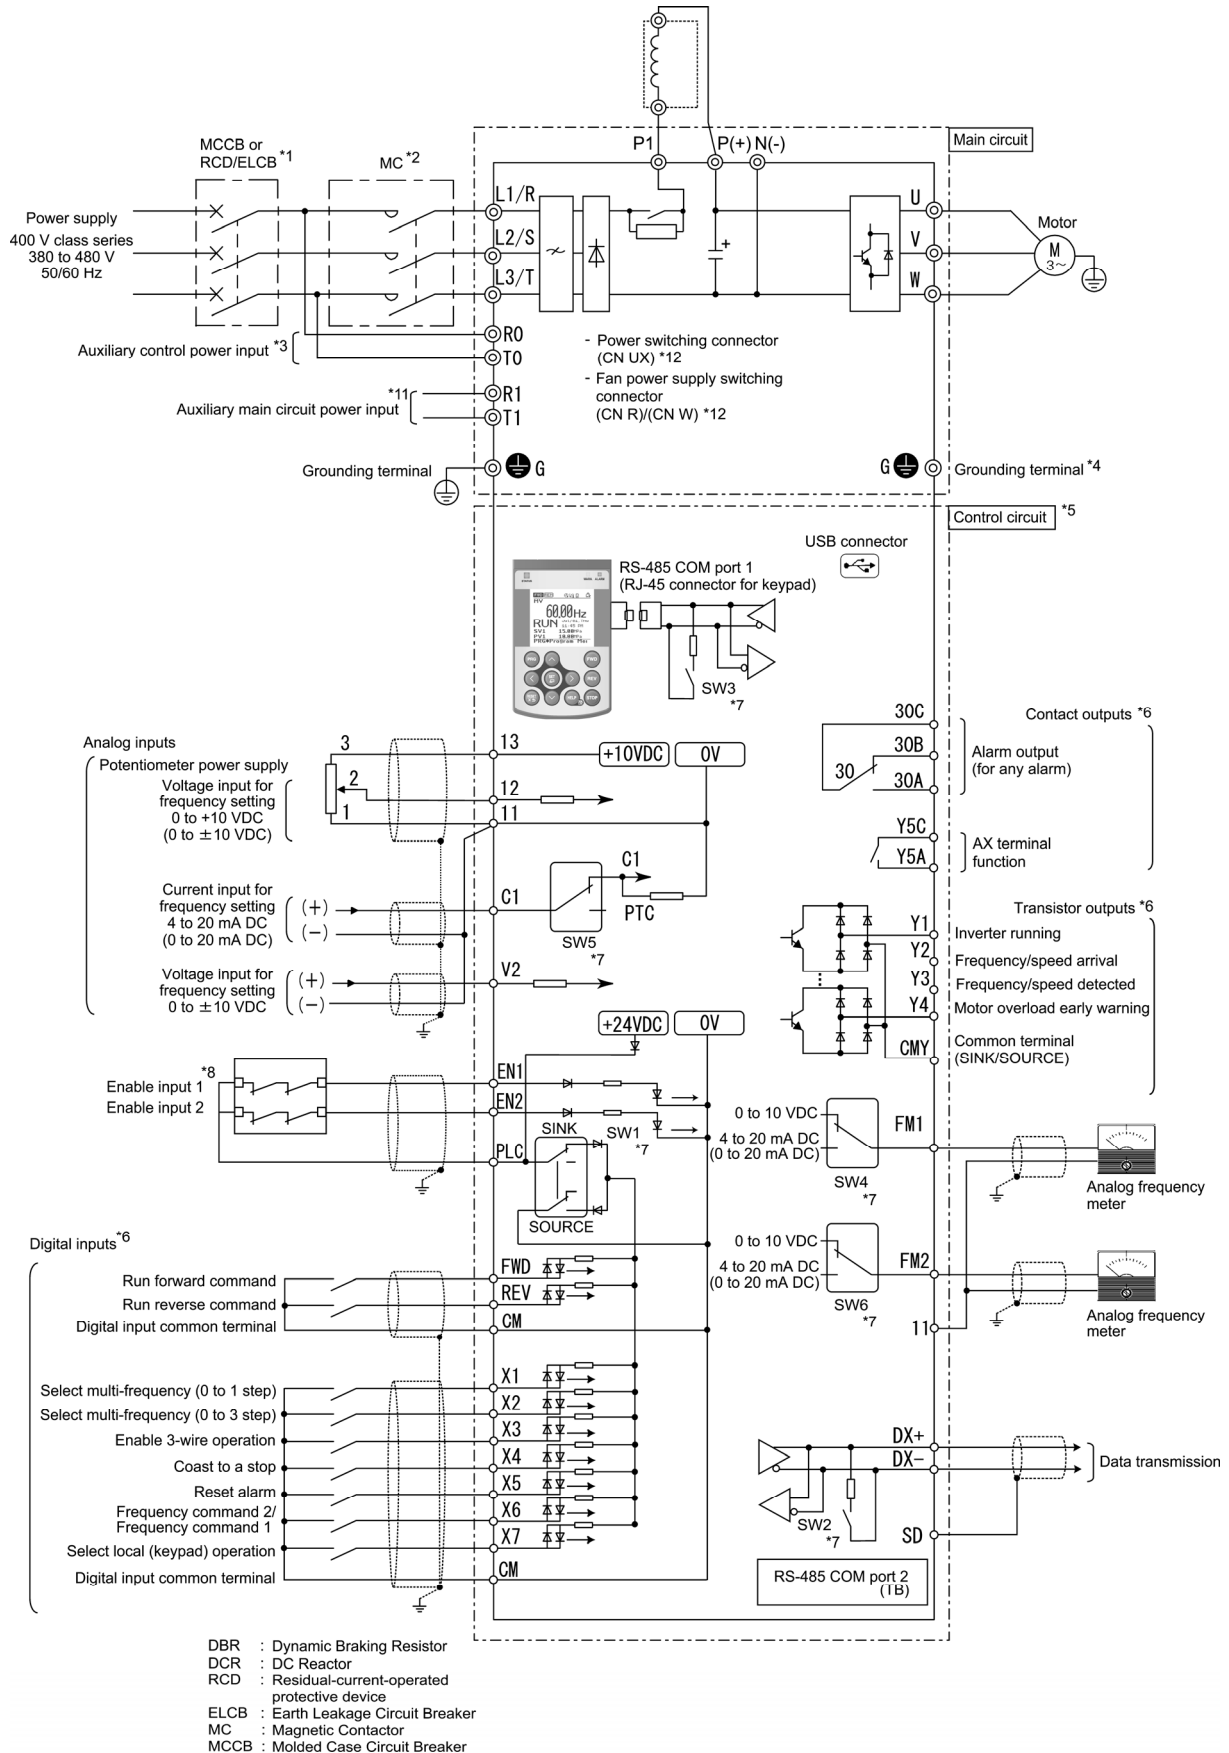 P1
P(+)
N(-)
Main circuit
MCCB or
RCD/ELCB *1
MC *2
Power supply
400 V class series
380 to 480 V
50/60 Hz
L1/R
L2/S
L3/T
+
U
V
W
Motor
M
3~
Auxiliary control power input *3
R0
T0
*11
Auxiliary main circuit power input
R1
T1
- Power switching connector
(CN UX) *12
- Fan power supply switching
connector
(CN R)/(CN W) *12
Grounding terminal
G
G
Grounding terminal *4
Control circuit
*5
USB connector
RS-485 COM port 1
(RJ-45 connector for keypad)
60.00Hz
RUN
SW3
*7
Contact outputs *6
30C
30B
30
30A
Alarm output
(for any alarm)
Y5C
Y5A
AX terminal
function
Analog inputs
Potentiometer power supply
Voltage input for
frequency setting
0 to +10 VDC
(0 to ±10 VDC)
3
2
1
13
12
11
+10VDC
0V
Current input for
frequency setting
4 to 20 mA DC
(0 to 20 mA DC)
(+)
(-)
C1
C1
PTC
SW5
*7
Voltage input for
frequency setting
0 to ±10 VDC
(+)
(-)
V2
Transistor outputs *6
Y1
Inverter running
Y2
Frequency/speed arrival
Y3
Frequency/speed detected
Y4
Motor overload early warning
CMY
Common terminal
(SINK/SOURCE)
+24VDC
0V
*8
Enable input 1
Enable input 2
EN1
EN2
PLC
SINK
SW1
*7
SOURCE
0 to 10 VDC
4 to 20 mA DC
(0 to 20 mA DC)
SW4
*7
FM1
Analog frequency
meter
0 to 10 VDC
4 to 20 mA DC
(0 to 20 mA DC)
SW6
*7
FM2
11
Analog frequency
meter
Digital inputs*6
Run forward command
FWD
Run reverse command
REV
Digital input common terminal
CM
Select multi-frequency (0 to 1 step)
X1
Select multi-frequency (0 to 3 step)
X2
Enable 3-wire operation
X3
Coast to a stop
X4
Reset alarm
X5
Frequency command 2/
Frequency command 1
X6
Select local (keypad) operation
X7
Digital input common terminal
CM
DX+
DX-
Data transmission
SW2
*7
SD
RS-485 COM port 2
(TB)
DBR : Dynamic Braking Resistor
DCR : DC Reactor
RCD : Residual-current-operated
protective device
ELCB : Earth Leakage Circuit Breaker
MC : Magnetic Contactor
MCCB : Molded Case Circuit Breaker